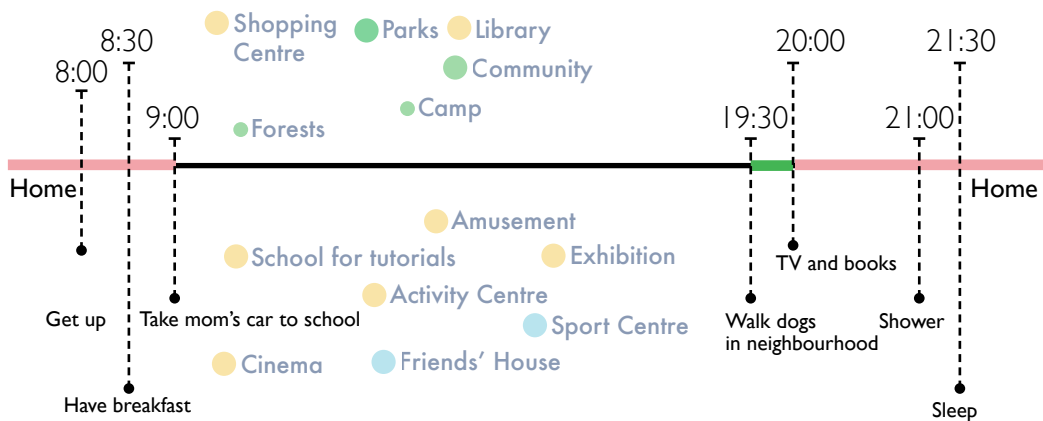 Shopping
Centre
Parks
Library
8:30
20:00
21:30
8:00
Community
Camp
9:00
Forests
19:30
21:00
Home
Home
Amusement
School for tutorials
Exhibition
TV and books
Activity Centre
Get up
Take mom's car to school
Sport Centre
Walk dogs
in neighbourhood
Shower
Cinema
Friends' House
Have breakfast
Sleep